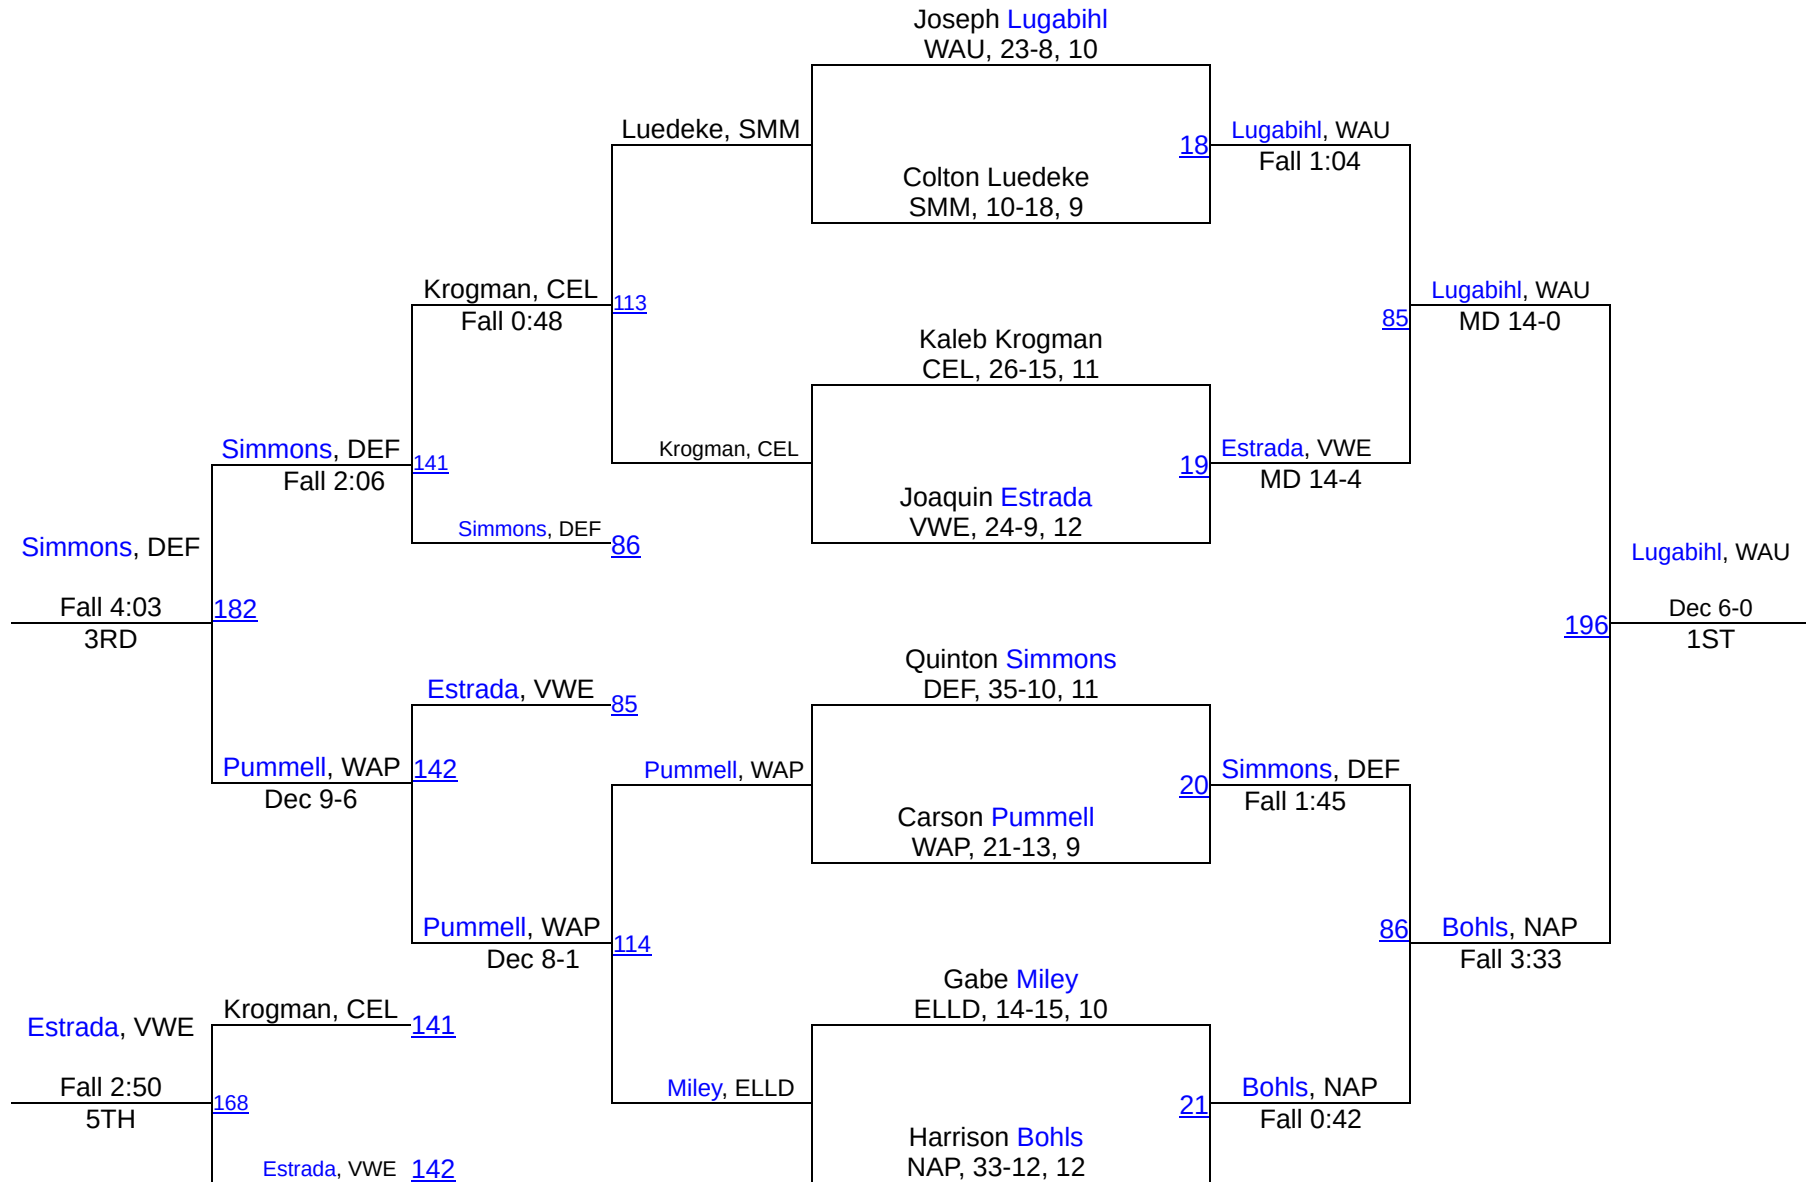 Joseph Lugabihl
WAU, 23-8, 10
Luedeke, SMM
18
Lugabihl, WAU
Fall 1:04
Colton Luedeke
SMM, 10-18, 9
Krogman, CEL
Fall 0:48
113
Lugabihl, WAU
MD 14-0
85
Kaleb Krogman
CEL, 26-15, 11
Simmons, DEF
Fall 2:06
141
Krogman, CEL
19
Estrada, VWE
MD 14-4
Joaquin Estrada
VWE, 24-9, 12
Simmons, DEF
86
Simmons, DEF
Fall 4:03
3RD
182
Lugabihl, WAU
Dec 6-0
1ST
196
Quinton Simmons
DEF, 35-10, 11
Estrada, VWE
85
Pummell, WAP
Dec 9-6
142
Pummell, WAP
20
Simmons, DEF
Fall 1:45
Carson Pummell
WAP, 21-13, 9
Pummell, WAP
Dec 8-1
114
86
Bohls, NAP
Fall 3:33
Gabe Miley
ELLD, 14-15, 10
Krogman, CEL
141
Estrada, VWE
Fall 2:50
5TH
168
Miley, ELLD
21
Bohls, NAP
Fall 0:42
Harrison Bohls
NAP, 33-12, 12
Estrada, VWE
142